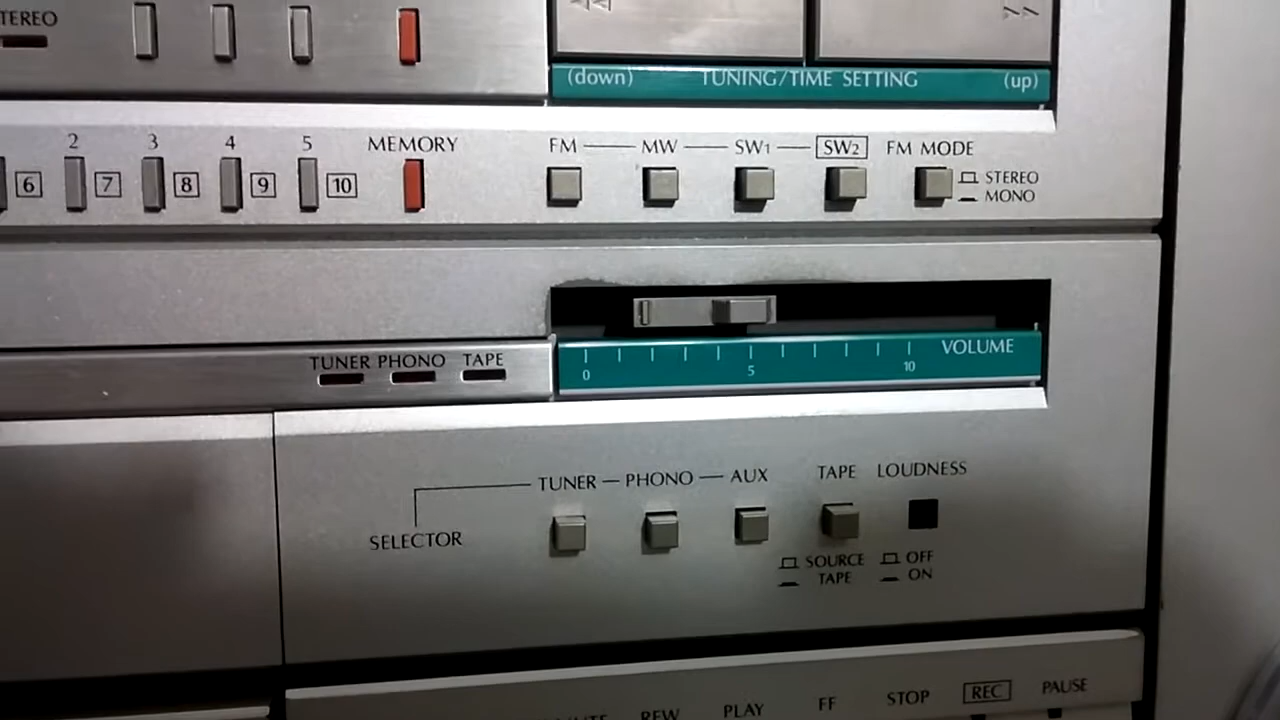 TEREO
<< >>
(down) TUNING/TIME SETTING (up)
2 3 4 5 MEMORY FM MW SW1 SW2 FM MODE
6 7 8 9 10 STEREO
MONO
VOLUME
TUNER PHONO TAPE
0 5 10
TUNER PHONO AUX TAPE LOUDNESS
SELECTOR
SOURCE OFF
TAPE ON
REW PLAY FF STOP REC PAUSE